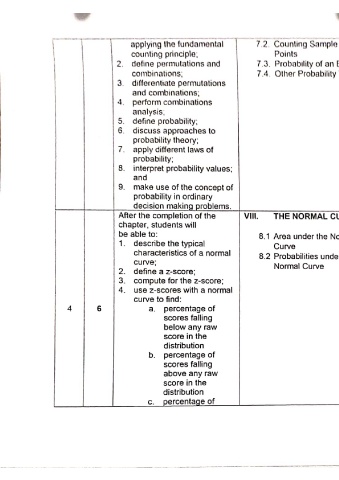 applying the fundamental
counting principle;
2. define permutations and
combinations;
3. differentiate permutations
and combinations;
4. perform combinations
analysis;
5. define probability;
6. discuss approaches to
probability theory;
7. apply different laws of
probability;
8. interpret probability values;
and
9. make use of the concept of
probability in ordinary
decision making problems.
7.2. Counting Sample
Points
7.3. Probability of an E
7.4. Other Probability
4
6
After the completion of the
chapter, students will
be able to:
1. describe the typical
characteristics of a normal
curve;
2. define a z-score;
3. compute for the z-score;
4. use z-scores with a normal
curve to find:
a. percentage of
scores falling
below any raw
score in the
distribution
b. percentage of
scores falling
above any raw
score in the
distribution
c. percentage of
VIII. THE NORMAL CU
8.1 Area under the No
Curve
8.2 Probabilities unde
Normal Curve